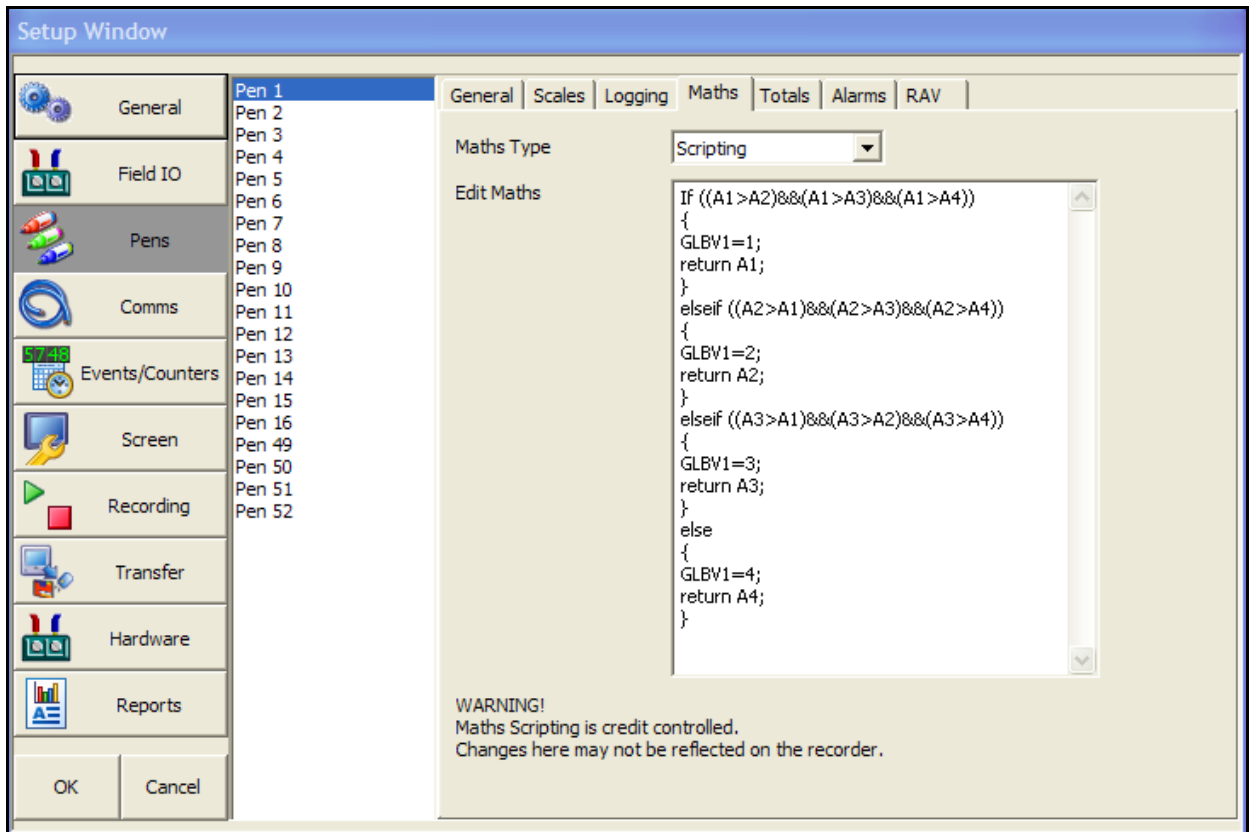 Setup Window
General
Field IO
Pens
Comms
57:48
Events/Counters
Screen
Recording
Transfer
Hardware
A
Reports
OK Cancel
Pen 1
Pen 2
Pen 3
Pen 4
Pen 5
Pen 6
Pen 7
Pen 8
Pen 9
Pen 10
Pen 11
Pen 12
Pen 13
Pen 14
Pen 15
Pen 16
Pen 49
Pen 50
Pen 51
Pen 52
General Scales Logging Maths Totals Alarms RAV
Maths Type Scripting
Edit Maths
If ((A1>A2)&&(A1>A3)&&(A1>A4))
{
GLBV1=1;
return A1;
}
elseif ((A2>A1)&&(A2>A3)&&(A2>A4))
{
GLBV1=2;
return A2;
}
elseif ((A3>A1)&&(A3>A2)&&(A3>A4))
{
GLBV1=3;
return A3;
}
else
{
GLBV1=4;
return A4;
}
WARNING!
Maths Scripting is credit controlled.
Changes here may not be reflected on the recorder.